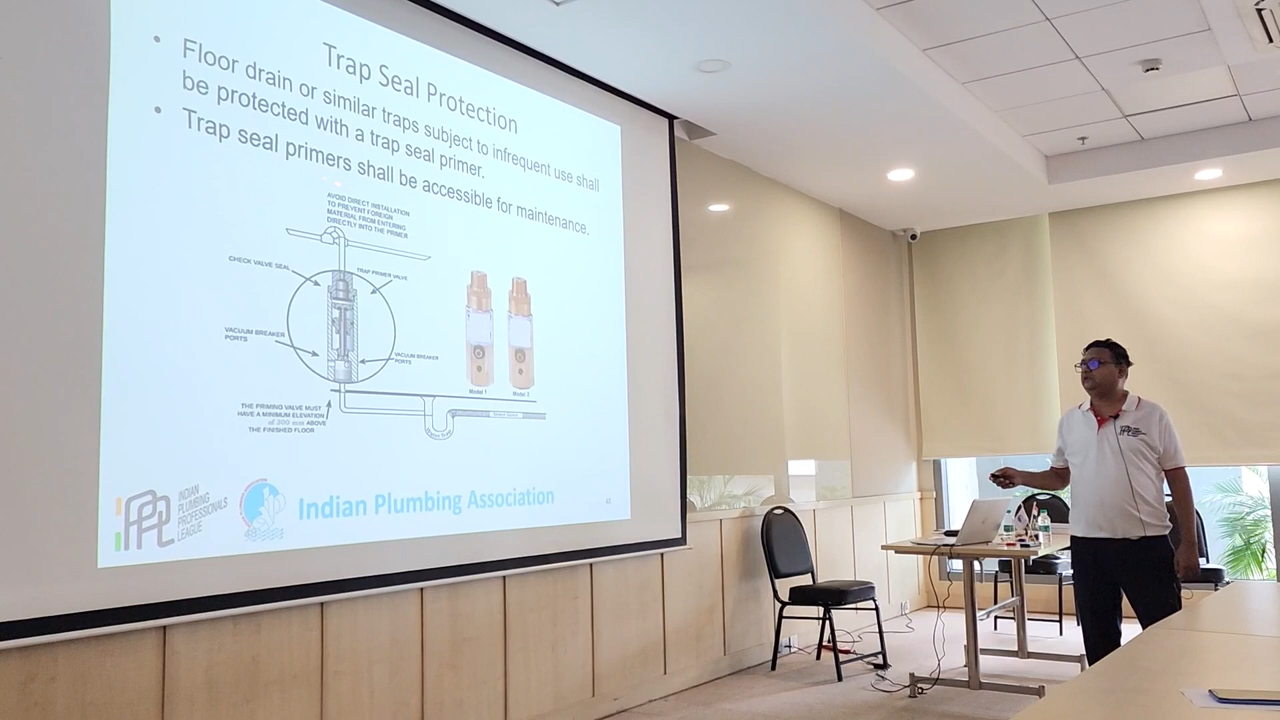 Trap Seal Protection
• Floor drain or similar traps subject to infrequent use shall
be protected with a trap seal primer.
• Trap seal primers shall be accessible for maintenance.
AVOID DIRECT INSTALLATION
TO PREVENT FOREIGN
MATERIAL FROM ENTERING
DIRECTLY INTO THE PRIMER
CHECK VALVE SEAL
TRAP PRIMER VALVE
VACUUM BREAKER
PORTS
VACUUM BREAKER
PORTS
Model 1
Model 2
THE PRIMING VALVE MUST
HAVE A MINIMUM ELEVATION
of 300 mm ABOVE
THE FINISHED FLOOR
IPPL
INDIAN
PLUMBING
PROFESSIONALS
LEAGUE
Indian Plumbing Association